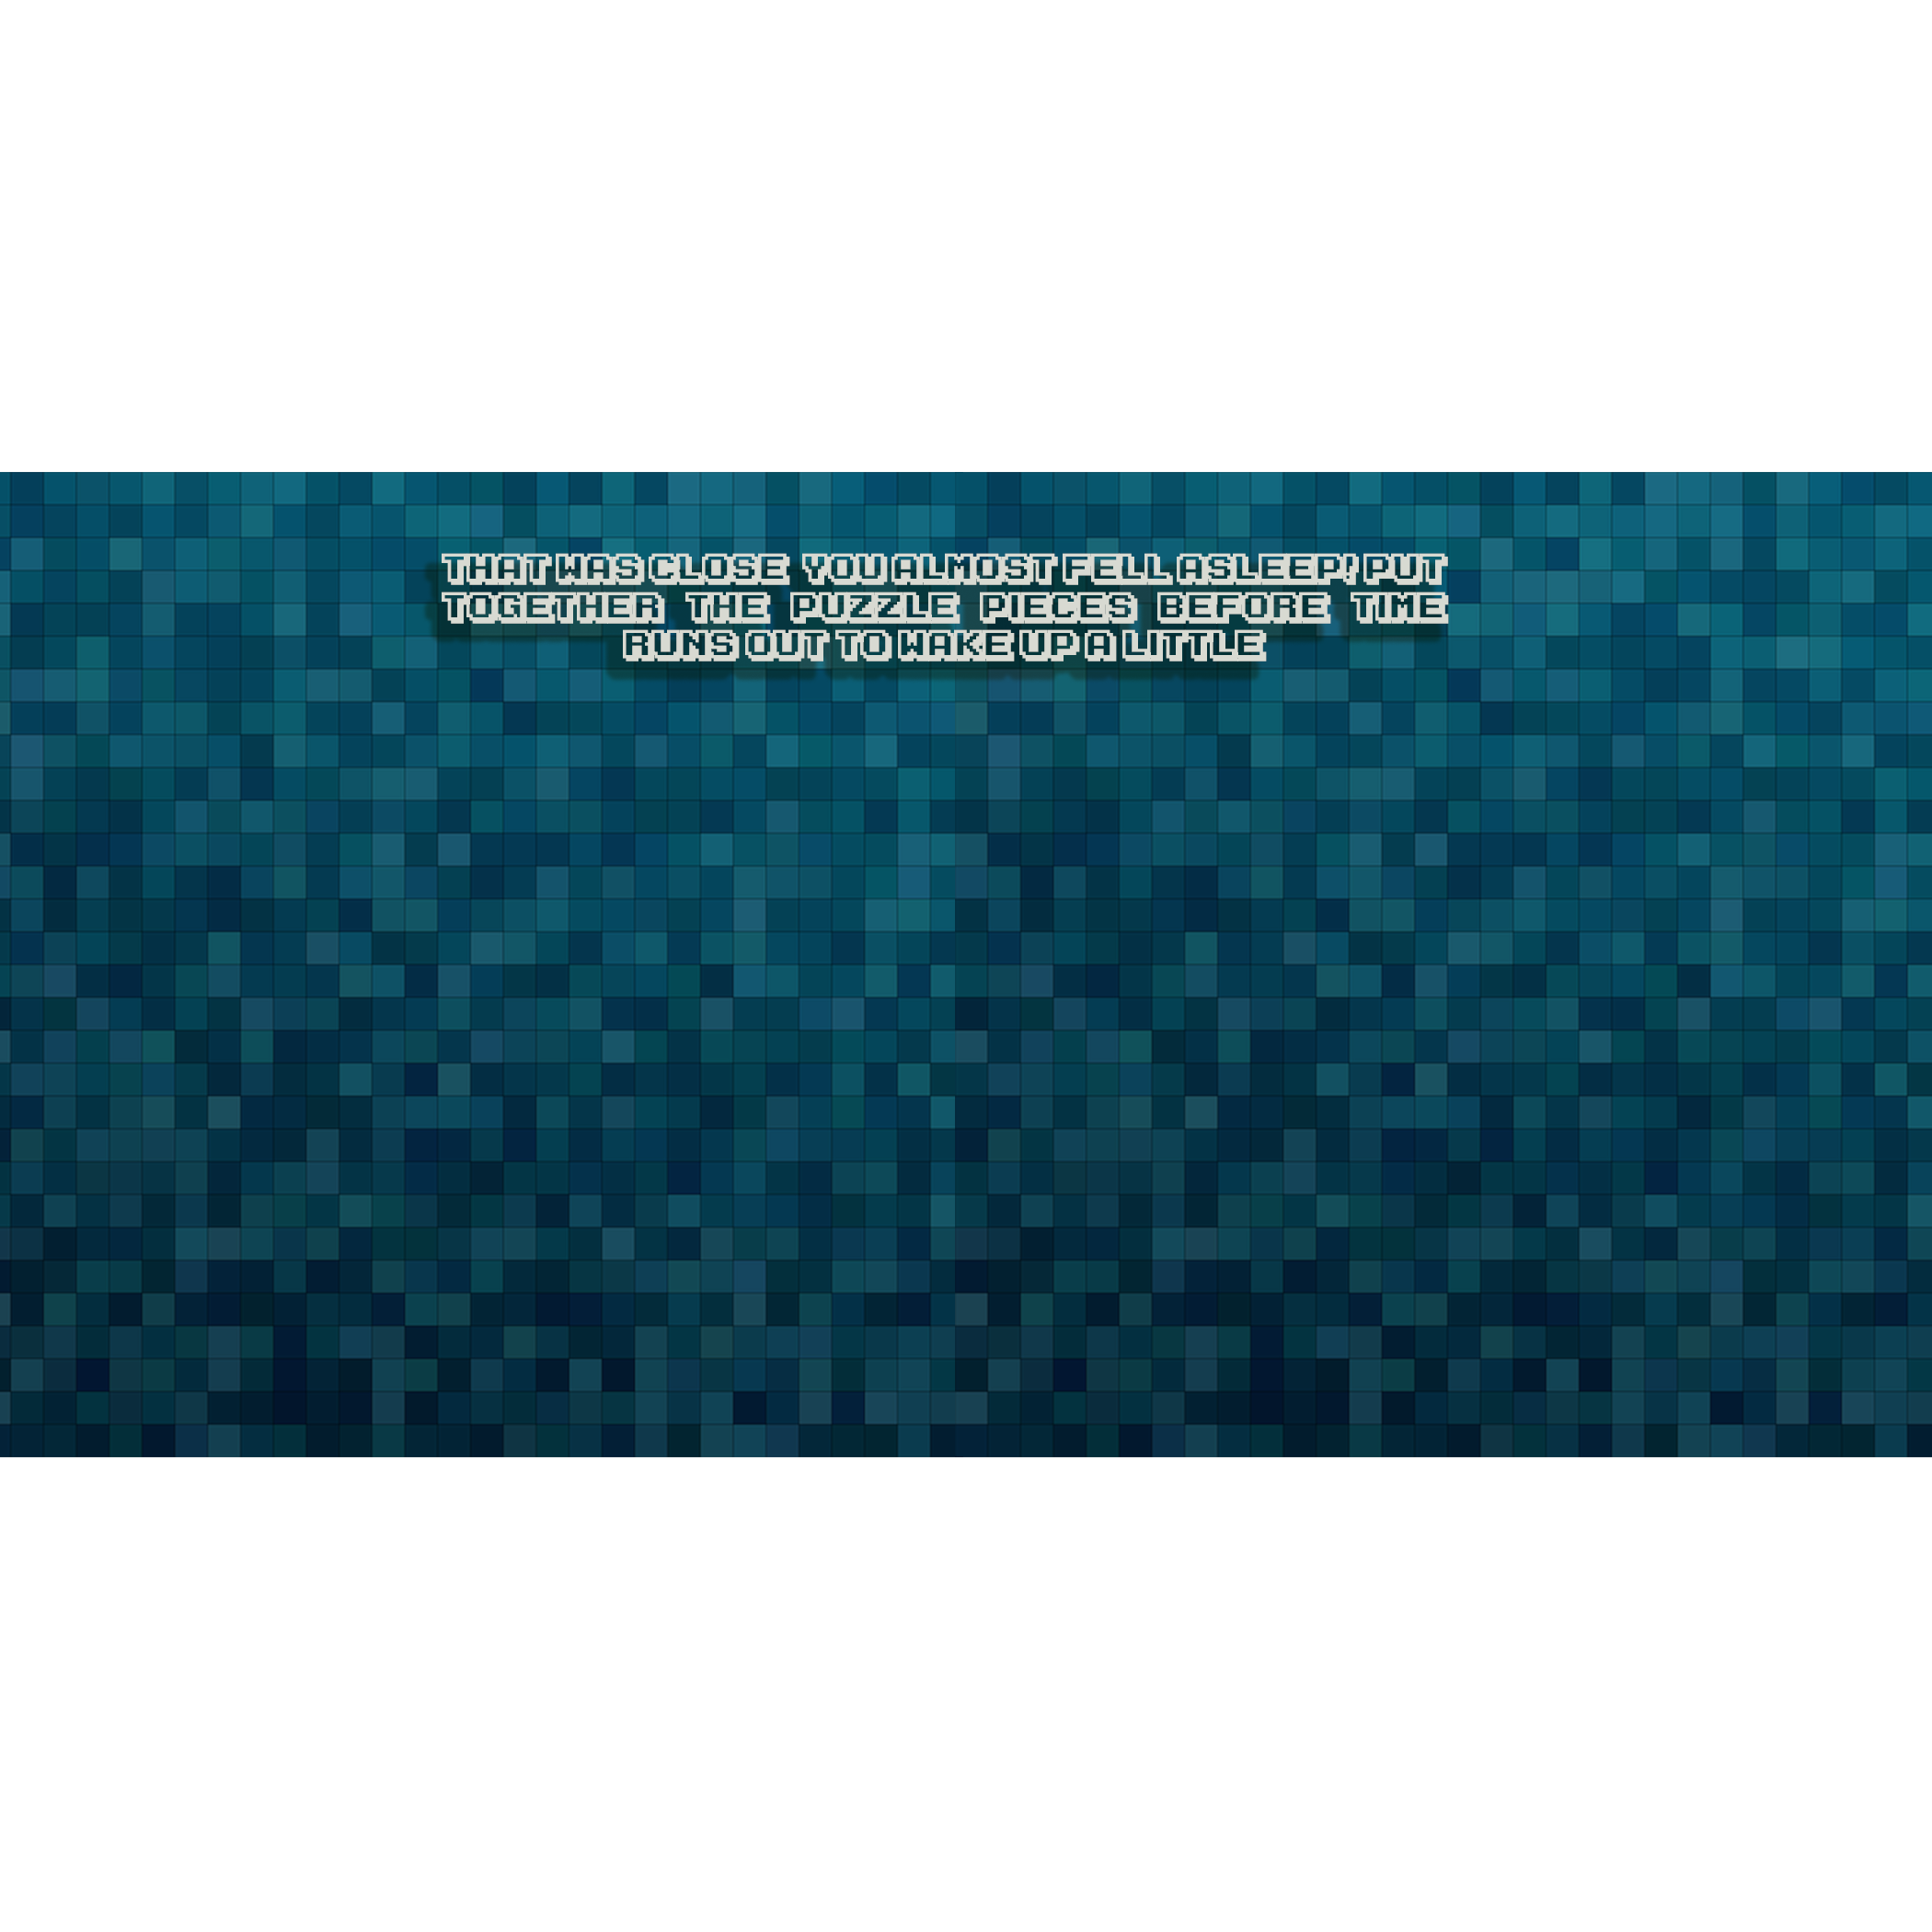 THAT WAS CLOSE YOU ALMOST FELL ASLEEP! PUT
TOGETHER THE PUZZLE PIECES BEFORE TIME
RUNS OUT TO WAKE UP A LITTLE